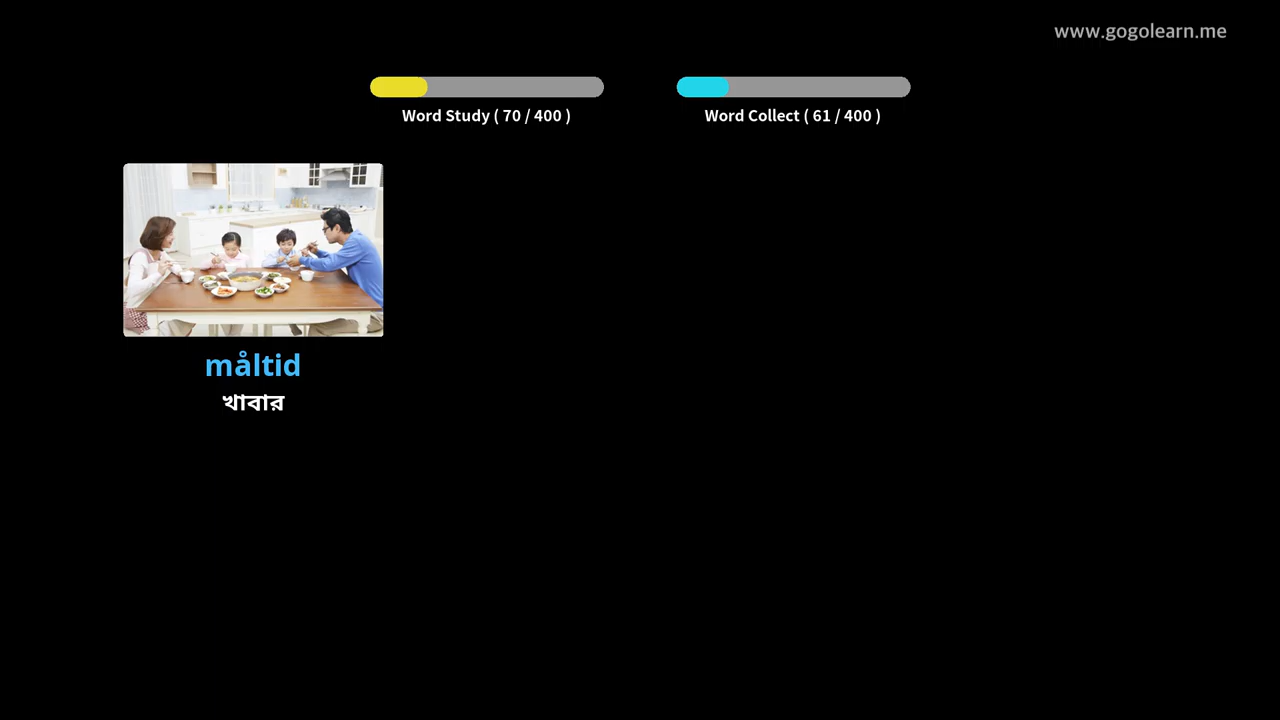 www.gogolearn.me
Word Study ( 70 / 400 )
Word Collect ( 61 / 400 )
måltid
খাবার